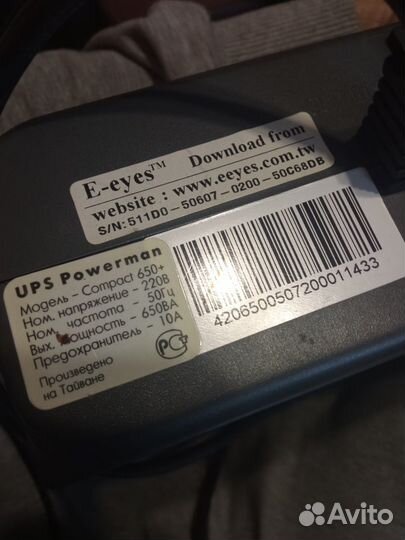 E-eyes™ Download from
website : www.eeyes.com.tw
S/N:511D0-50607-0200-50C68DB
UPS Powerman
Модель - Compact 650+
Ном. напряжение - 220В
Ном. частота - 50Гц
Вых. мощность - 650ВА
Предохранитель - 10А
Произведено
на Тайване
4206500507200011433
Avito